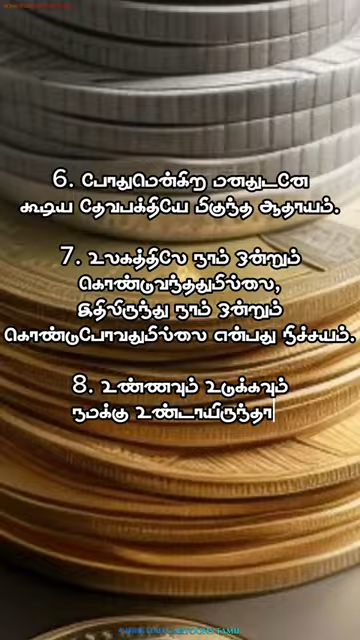 6. போதுமென்கிற மனதுடனே
கூடிய தேவபக்தியே மிகுந்த ஆதாயம்.
7. உலகத்திலே நாம் ஒன்றும்
கொண்டுவந்ததுமில்லை,
இதிலிருந்து நாம் ஒன்றும்
கொண்டுபோவதுமில்லை என்பது நிச்சயம்.
8. உண்ணவும் உடுக்கவும்
நமக்கு உண்டாயிருந்தா